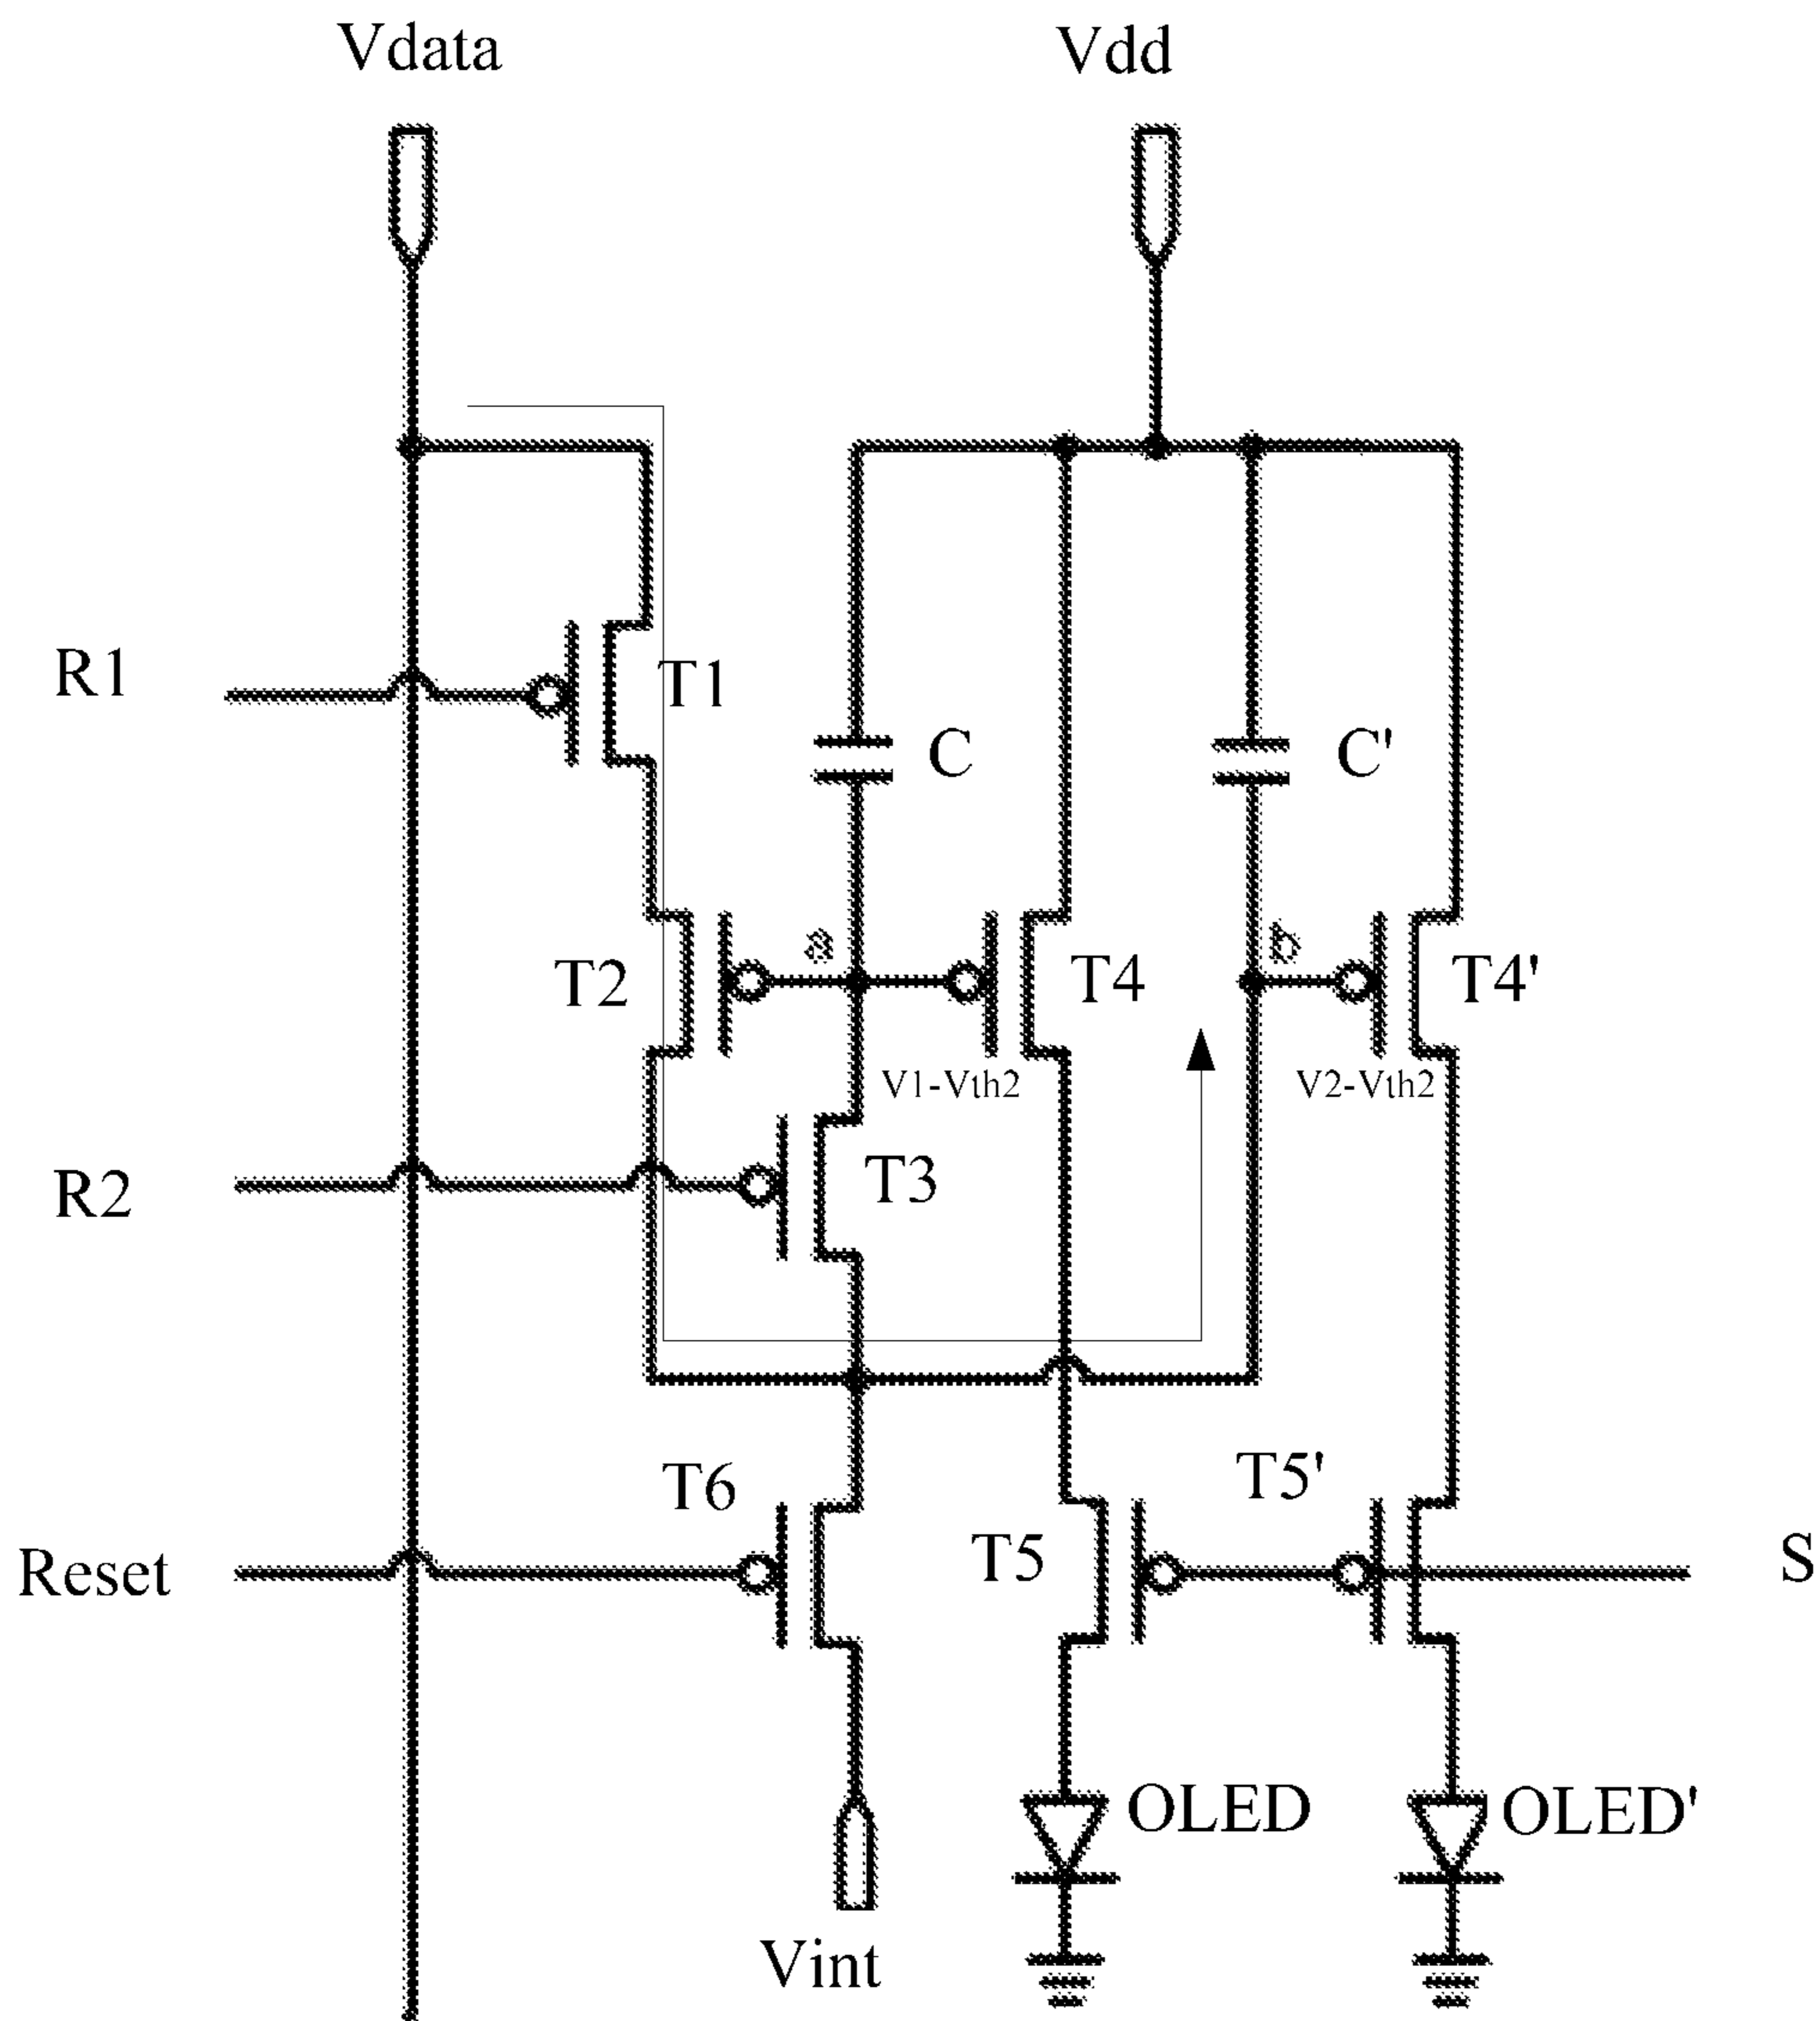 Vdata
Vdd
R1
T1
C
C'
T2
a
T4
b
T4'
V1-Vth2
V2-Vth2
R2
T3
T6
T5'
Reset
T5
S
OLED
OLED'
Vint